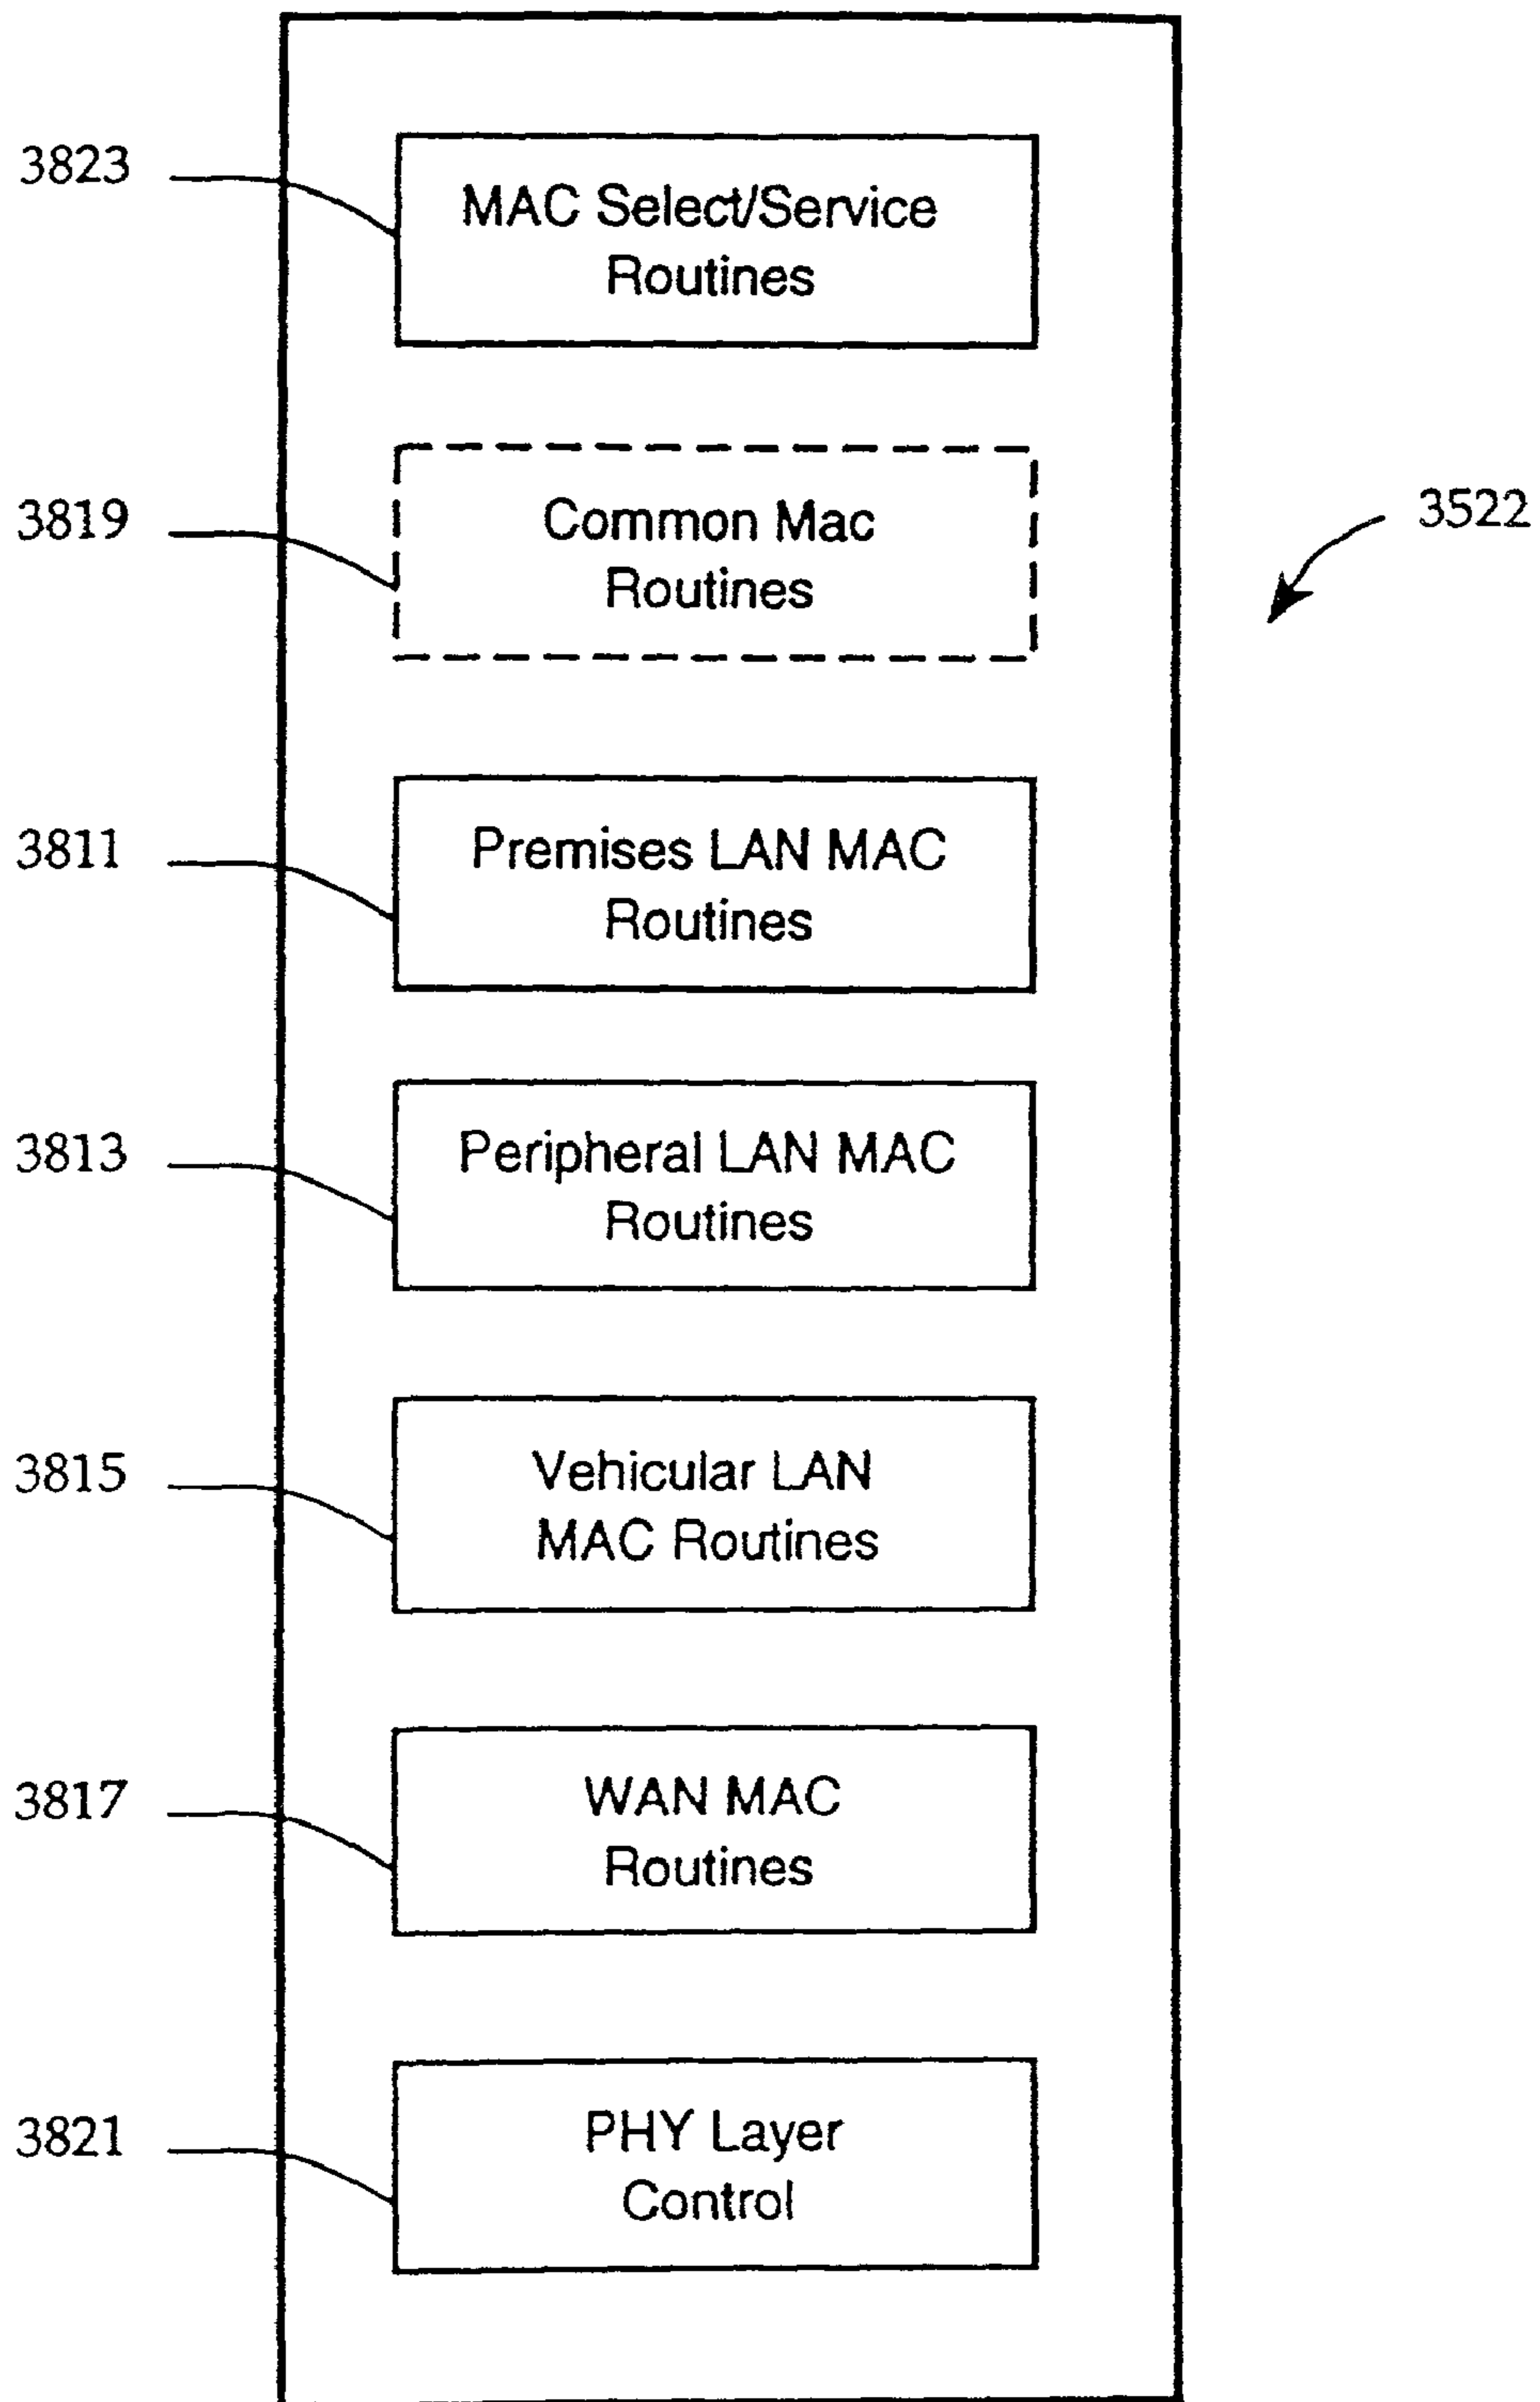 3823
MAC Select/Service
Routines
3819
Common Mac
Routines
3522
3811
Premises LAN MAC
Routines
3813
Peripheral LAN MAC
Routines
3815
Vehicular LAN
MAC Routines
3817
WAN MAC
Routines
3821
PHY Layer
Control